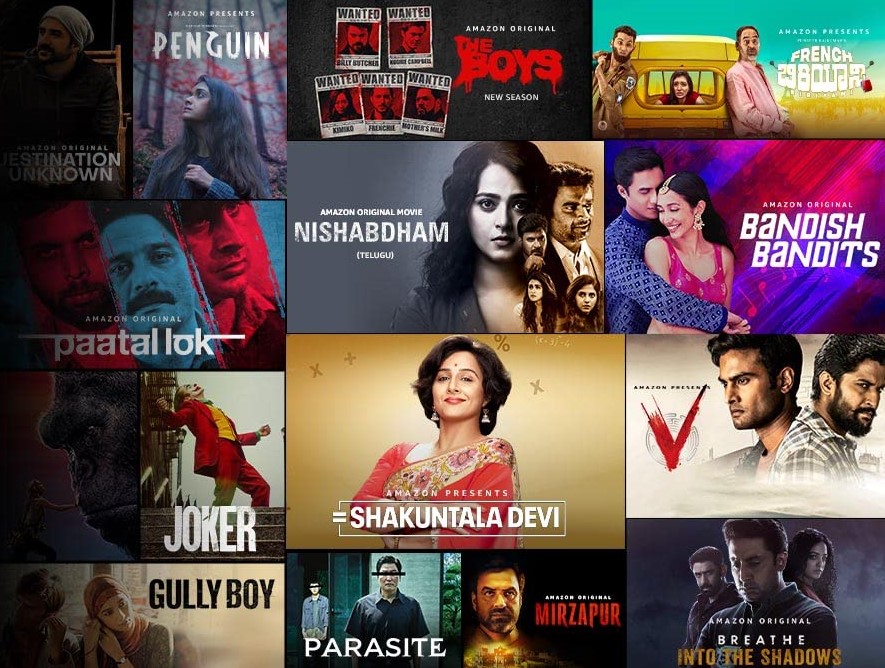 AMAZON ORIGINAL
DESTINATION
UNKNOWN
AMAZON PRESENTS
PENGUIN
WANTED
WANTED
BILLY BUTCHER
HUGHIE CAMPBELL
WANTED
WANTED
WANTED
KIMIKO
FRENCHIE
MOTHER'S MILK
AMAZON ORIGINAL
THE
BOYS
NEW SEASON
AMAZON PRESENTS
FRENCH
ಬಿರಿಯಾನಿ
AMAZON ORIGINAL
paatal lok
AMAZON ORIGINAL MOVIE
NISHABDHAM
(TELUGU)
AMAZON ORIGINAL
BANDISH
BANDITS
JOKER
%
AMAZON PRESENTS
=SHAKUNTALA DEVI
AMAZON PRESENTS
V
GULLY BOY
PARASITE
AMAZON ORIGINAL
MIRZAPUR
AMAZON ORIGINAL
BREATHE
INTO THE SHADOWS